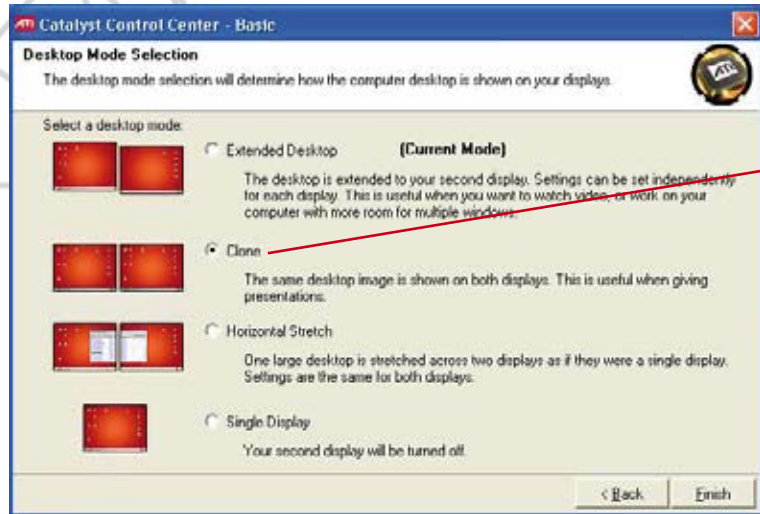 ATI Catalyst Control Center - Basic
Desktop Mode Selection
The desktop mode selection will determine how the computer desktop is shown on your displays.
ATI
Select a desktop mode:
Extended Desktop (Current Mode)
The desktop is extended to your second display. Settings can be set independently
for each display. This is useful when you want to watch video, or work on your
computer with more room for multiple windows.
Clone
The same desktop image is shown on both displays. This is useful when giving
presentations.
Horizontal Stretch
One large desktop is stretched across two displays as if they were a single display.
Settings are the same for both displays.
Single Display
Your second display will be turned off.
< Back Finish